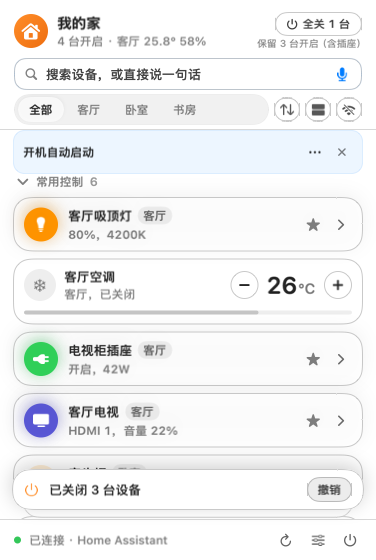 我的家
4 台开启 · 客厅 25.8° 58%
全关 1 台
保留 3 台开启（含插座）
搜索设备，或直接说一句话
全部 客厅 卧室 书房
开机自动启动
常用控制 6
客厅吸顶灯 客厅
80%，4200K
客厅空调
客厅，已关闭
26°C
电视柜插座 客厅
开启，42W
客厅电视 客厅
HDMI 1，音量 22%
已关闭 3 台设备
撤销
已连接 · Home Assistant